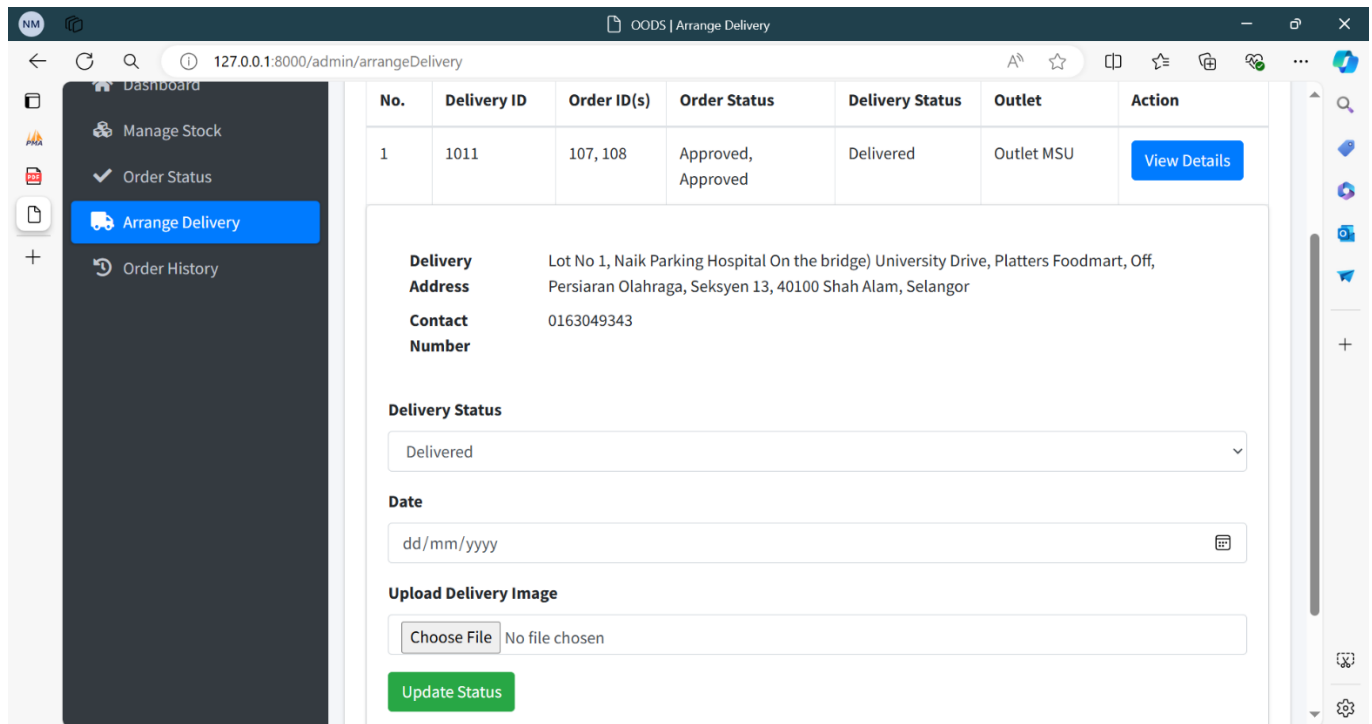 NM
OODS | Arrange Delivery
127.0.0.1:8000/admin/arrangeDelivery
Dashboard
Manage Stock
Order Status
Arrange Delivery
Order History
PMA
PDF
No. Delivery ID Order ID(s) Order Status Delivery Status Outlet Action
1 1011 107, 108 Approved, Delivered Outlet MSU View Details
Approved
Delivery Lot No 1, Naik Parking Hospital On the bridge) University Drive, Platters Foodmart, Off,
Address Persiaran Olahraga, Seksyen 13, 40100 Shah Alam, Selangor
Contact 0163049343
Number
Delivery Status
Delivered
Date
dd/mm/yyyy
Upload Delivery Image
Choose File No file chosen
Update Status